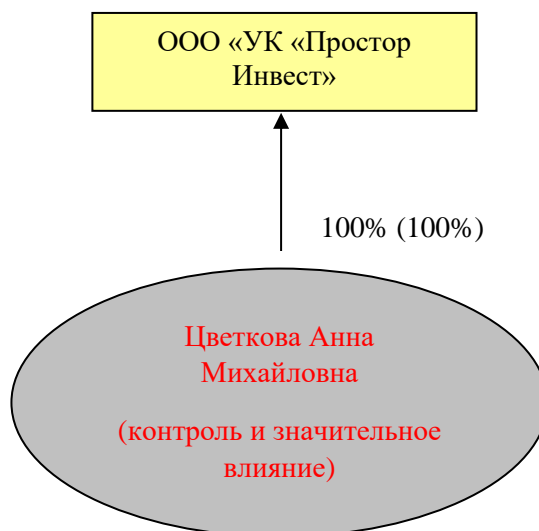 ООО «УК «Простор
Инвест»
100% (100%)
Цветкова Анна
Михайловна
(контроль и значительное
влияние)